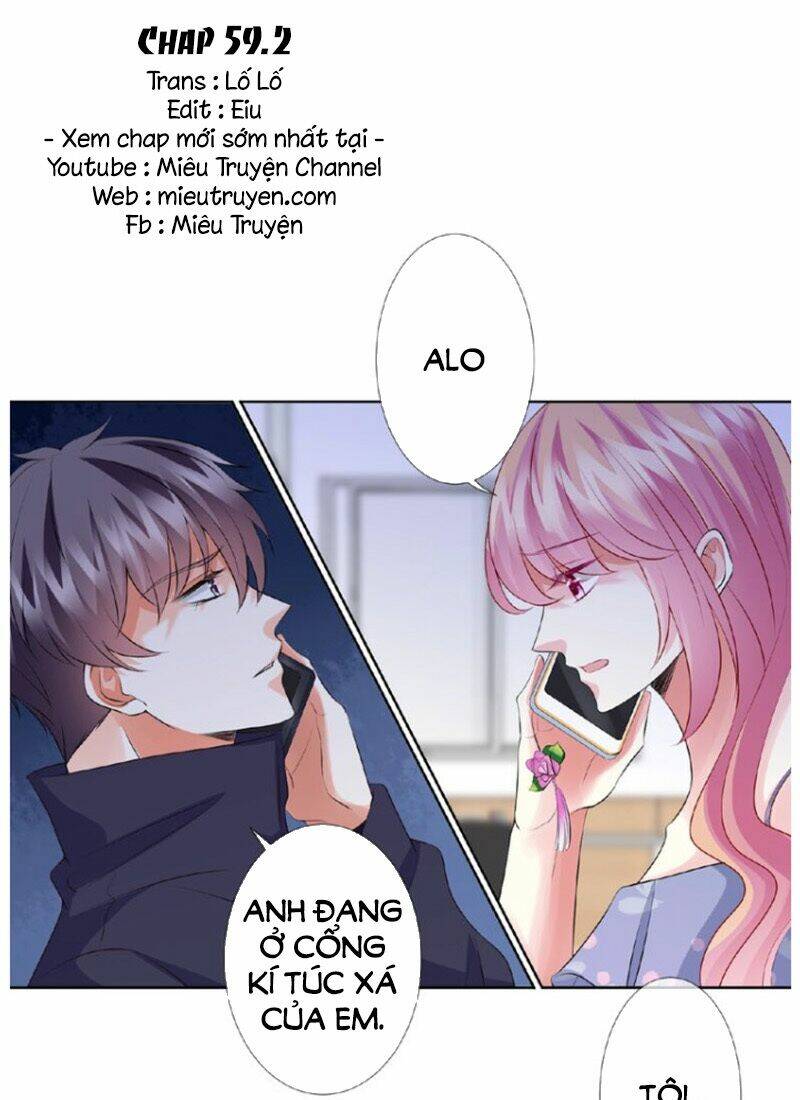 CHAP 59.2
Trans : Lố Lố
Edit : Eiu
- Xem chap mới sớm nhất tại -
Youtube : Miêu Truyện Channel
Web : mieutruyen.com
Fb : Miêu Truyện
ALO
ANH ĐANG
Ở CỔNG
KÍ TÚC XÁ
CỦA EM.
TÔI